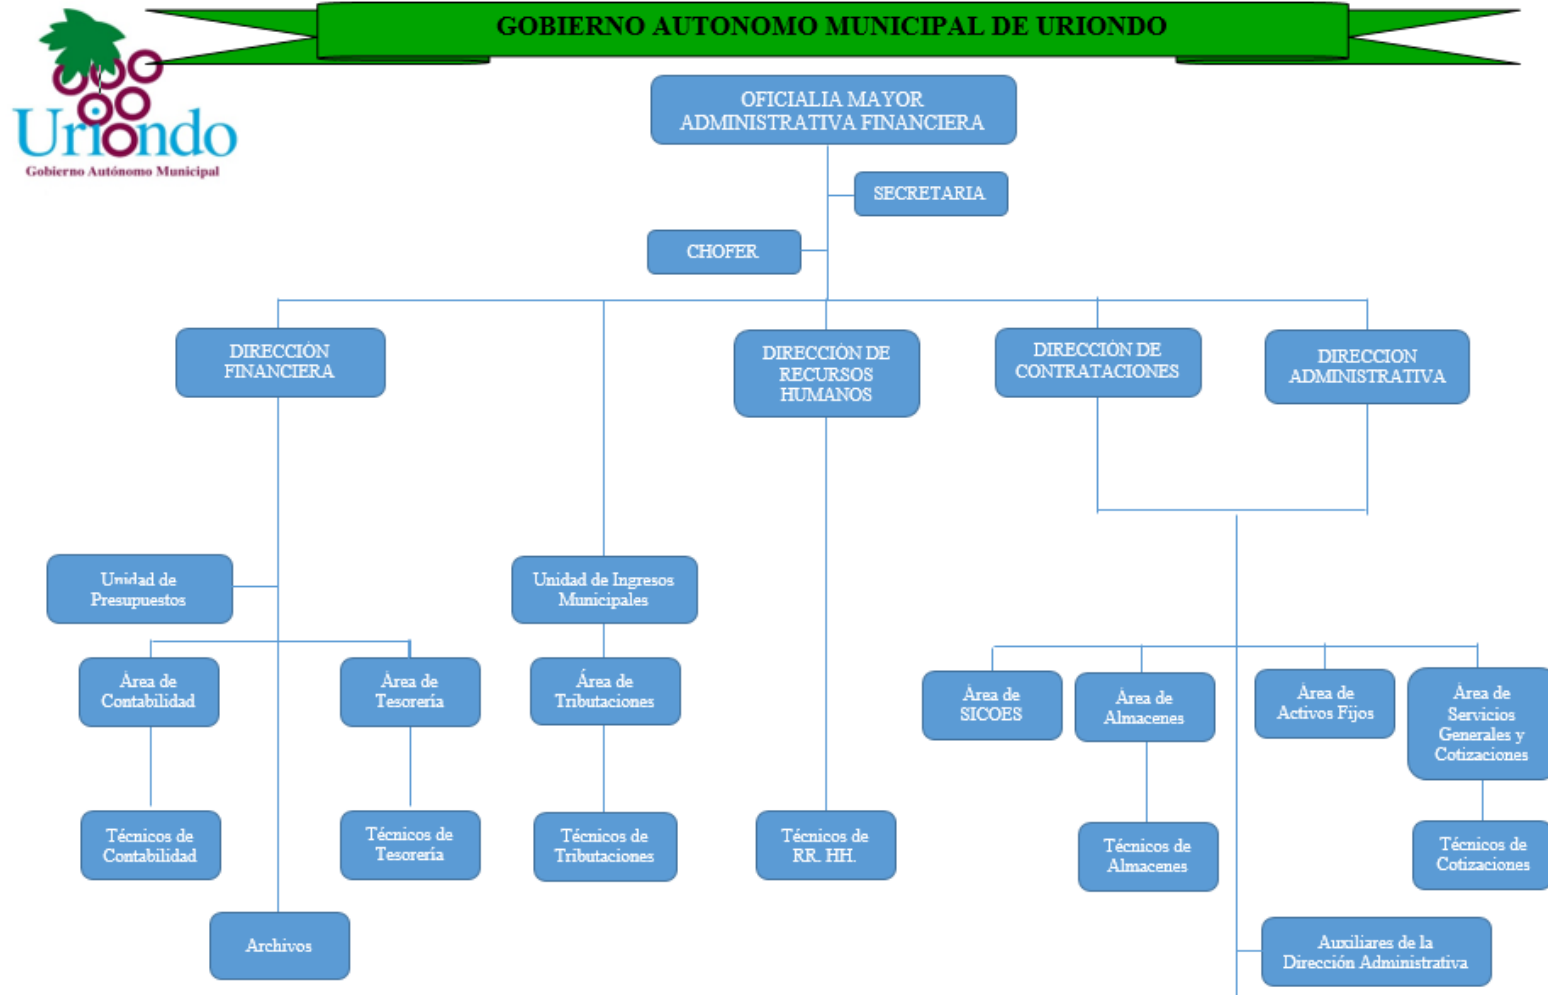 GOBIERNO AUTONOMO MUNICIPAL DE URIONDO
Uriondo
Gobierno Autónomo Municipal
OFICIALIA MAYOR
ADMINISTRATIVA FINANCIERA
SECRETARIA
CHOFER
DIRECCIÓN
FINANCIERA
DIRECCIÓN DE
RECURSOS
HUMANOS
DIRECCIÓN DE
CONTRATACIONES
DIRECCION
ADMINISTRATIVA
Unidad de
Presupuestos
Unidad de Ingresos
Municipales
Área de
Contabilidad
Área de
Tesorería
Área de
Tributaciones
Área de
SICOES
Área de
Almacenes
Área de
Activos Fijos
Área de
Servicios
Generales y
Cotizaciones
Técnicos de
Contabilidad
Técnicos de
Tesorería
Técnicos de
Tributaciones
Técnicos de
RR. HH.
Técnicos de
Almacenes
Técnicos de
Cotizaciones
Archivos
Auxiliares de la
Dirección Administrativa